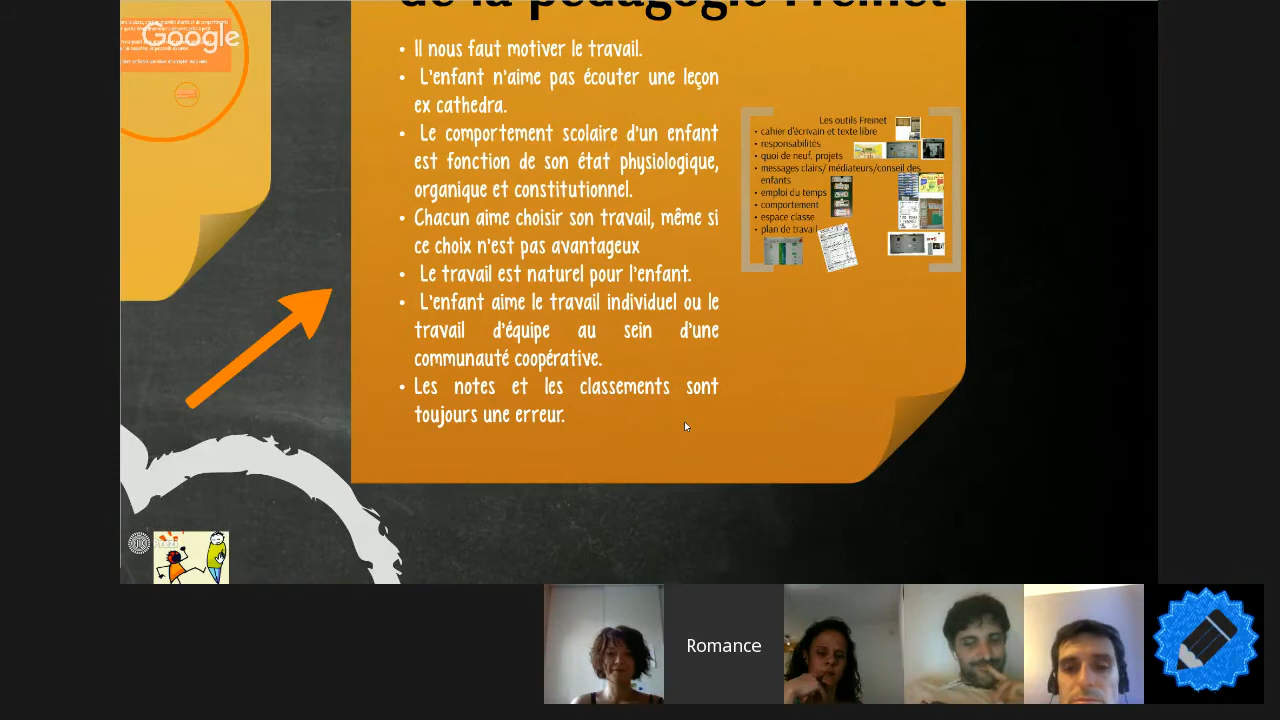 Google
de la pédagogie Freinet
• Il nous faut motiver le travail.
• L'enfant n'aime pas écouter une leçon
ex cathedra.
• Le comportement scolaire d'un enfant
est fonction de son état physiologique,
organique et constitutionnel.
• Chacun aime choisir son travail, même si
ce choix n'est pas avantageux
• Le travail est naturel pour l'enfant.
• L'enfant aime le travail individuel ou le
travail d'équipe au sein d'une
communauté coopérative.
• Les notes et les classements sont
toujours une erreur.
Les outils Freinet
• cahier d'écrivain et texte libre
• responsabilités
• quoi de neuf, projets
• messages clairs/ médiateurs/conseil des
enfants
• emploi du temps
• comportement
• espace classe
• plan de travail
Prezi
Romance